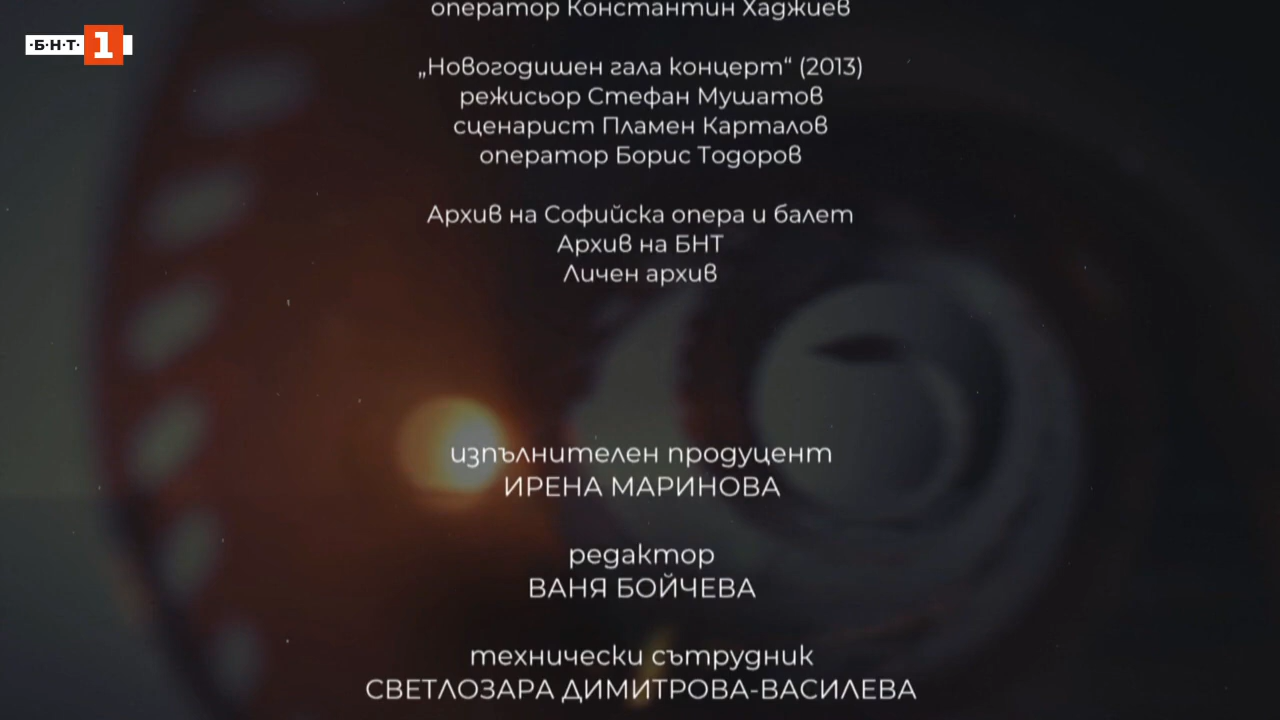 оператор Константин Хаджиев
·Б·Н·Т· 1
„Новогодишен гала концерт“ (2013)
режисьор Стефан Мушатов
сценарист Пламен Карталов
оператор Борис Тодоров
Архив на Софийска опера и балет
Архив на БНТ
Личен архив
изпълнителен продуцент
ИРЕНА МАРИНОВА
редактор
ВАНЯ БОЙЧЕВА
технически сътрудник
СВЕТЛОЗАРА ДИМИТРОВА-ВАСИЛЕВА